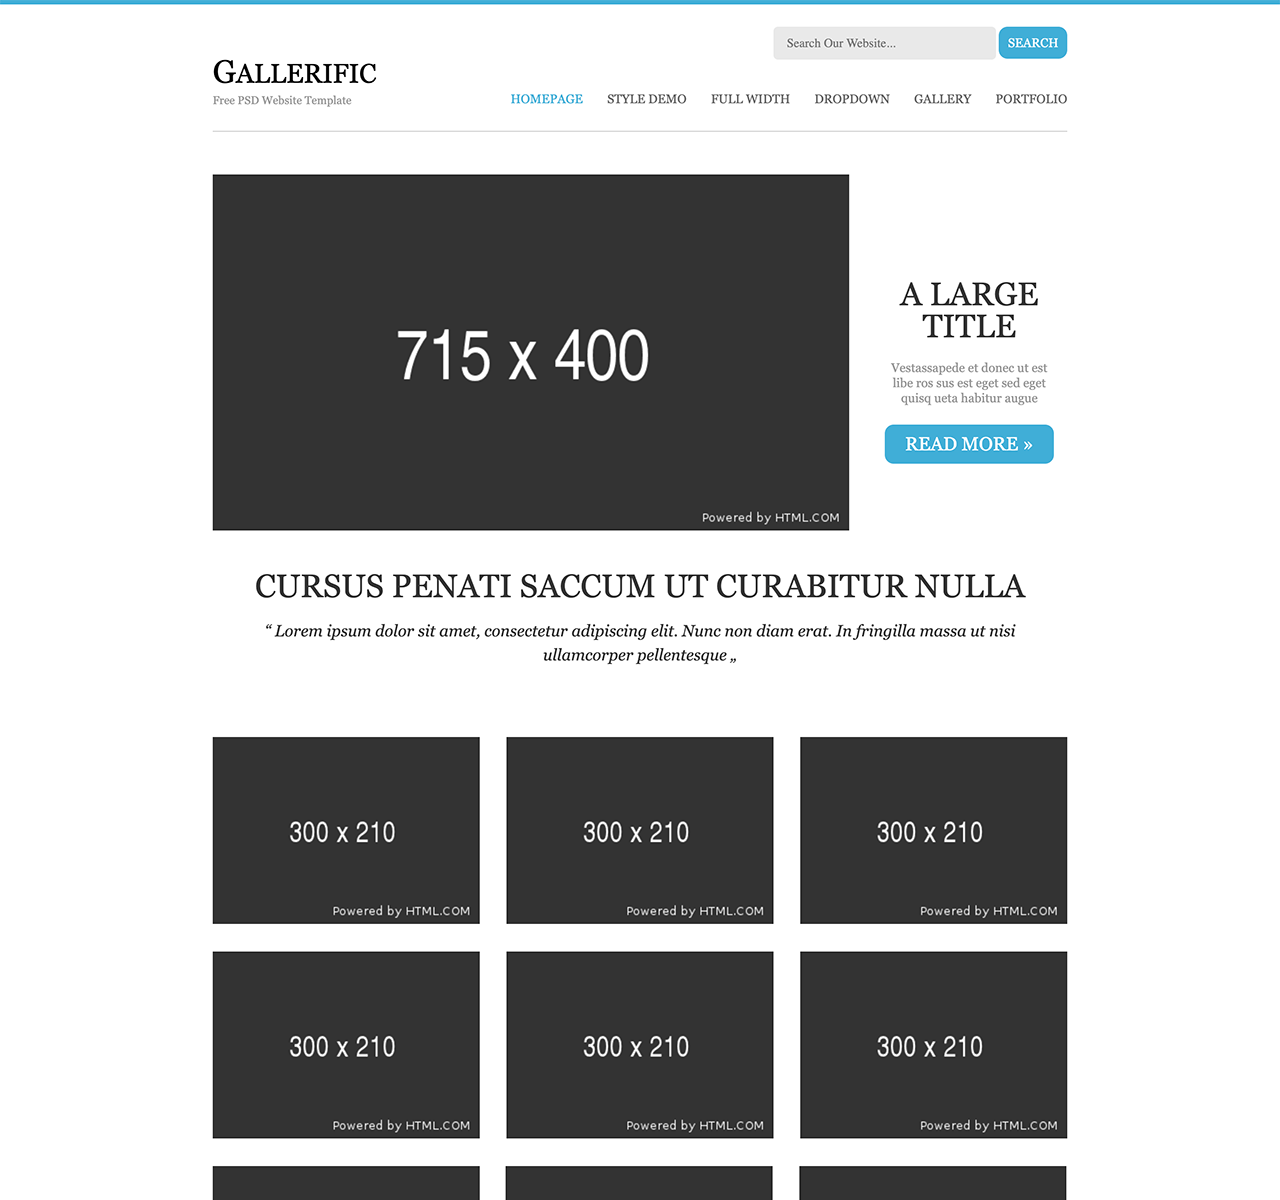 Search Our Website...
SEARCH
GALLERIFIC
Free PSD Website Template
HOMEPAGE STYLE DEMO FULL WIDTH DROPDOWN GALLERY PORTFOLIO
715 x 400
Powered by HTML.COM
A LARGE
TITLE
Vestassapede et donec ut est
libe ros sus est eget sed eget
quisq ueta habitur augue
READ MORE »
CURSUS PENATI SACCUM UT CURABITUR NULLA
“ Lorem ipsum dolor sit amet, consectetur adipiscing elit. Nunc non diam erat. In fringilla massa ut nisi
ullamcorper pellentesque „
300 x 210
Powered by HTML.COM
300 x 210
Powered by HTML.COM
300 x 210
Powered by HTML.COM
300 x 210
Powered by HTML.COM
300 x 210
Powered by HTML.COM
300 x 210
Powered by HTML.COM